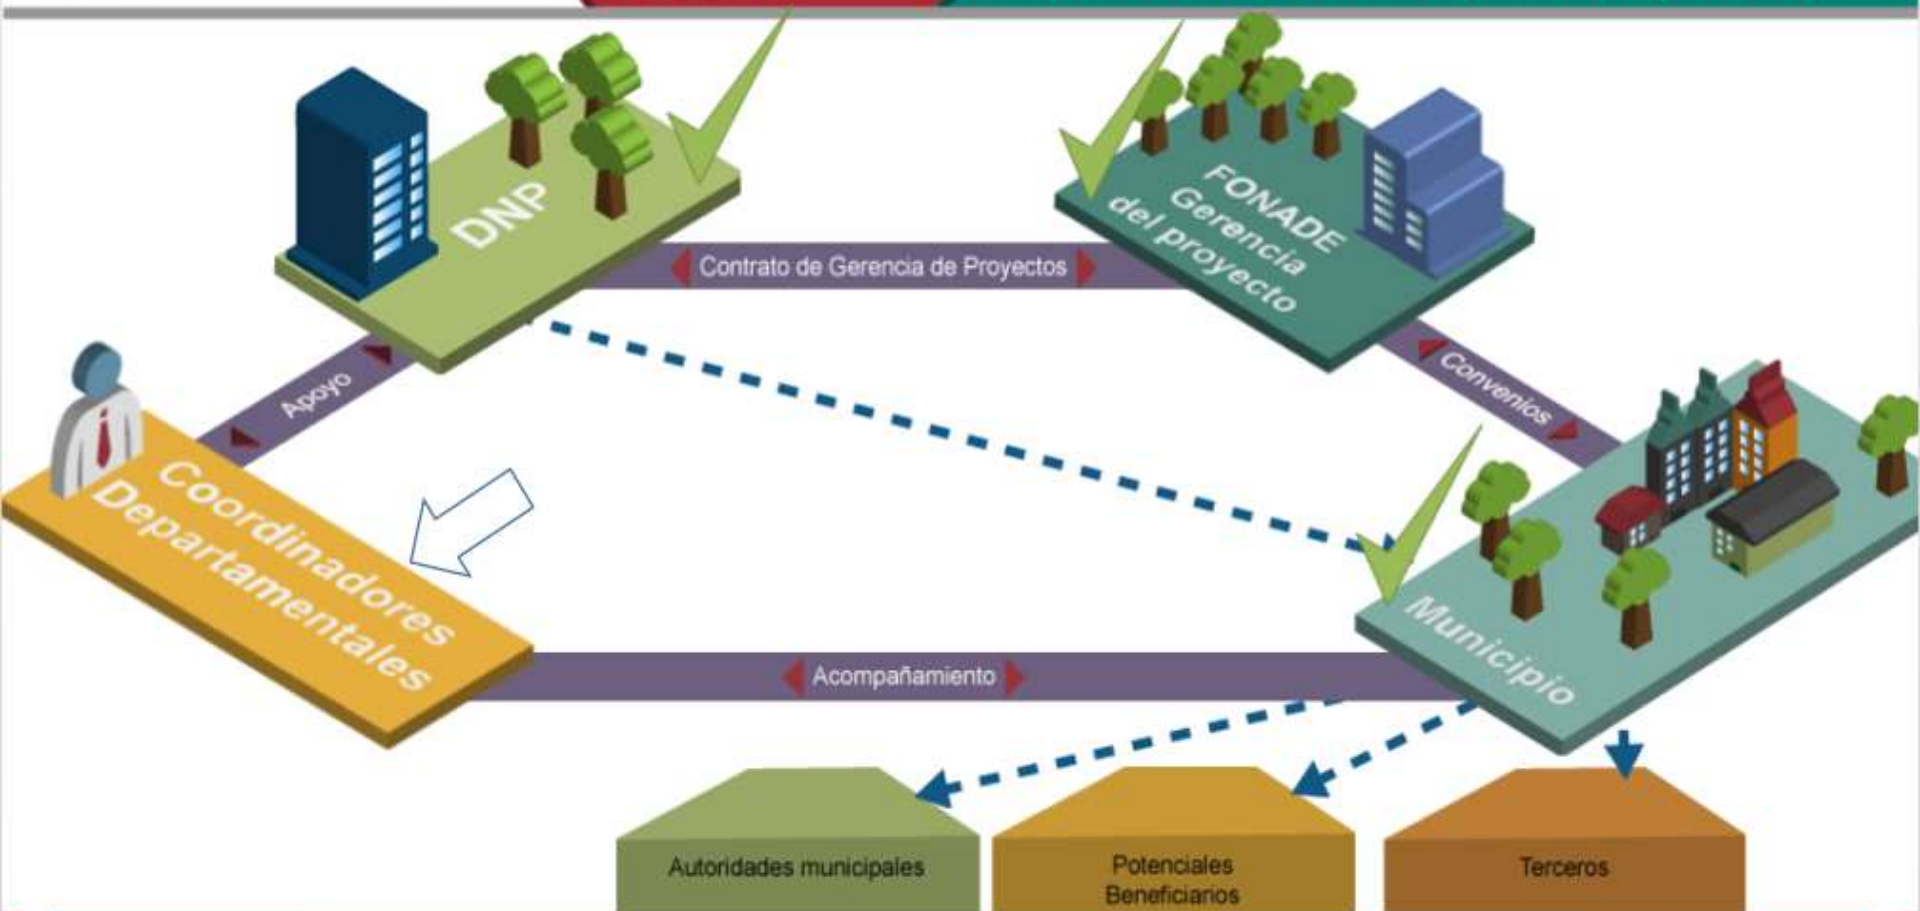 DNP
FONADE
Gerencia
del proyecto
Contrato de Gerencia de Proyectos
Apoyo
Convenios
Coordinadores
Departamentales
Acompañamiento
Municipio
Autoridades municipales
Potenciales
Beneficiarios
Terceros